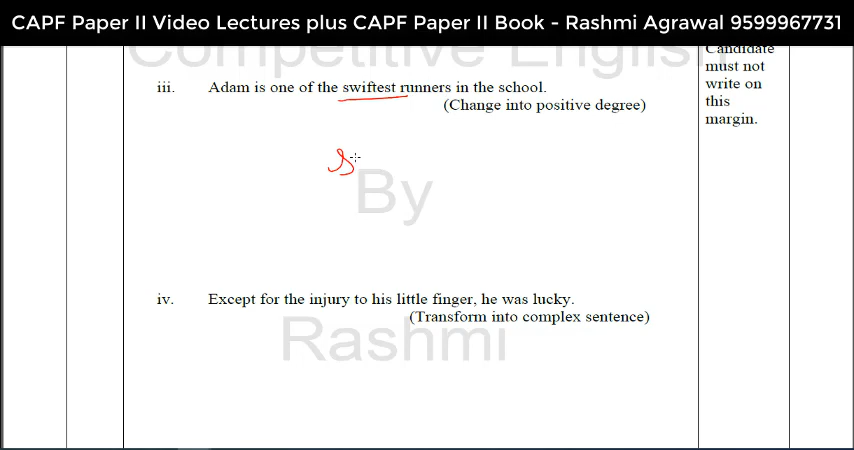 CAPF Paper II Video Lectures plus CAPF Paper II Book - Rashmi Agrawal 9599967731
Competitive English
Candidate
must not
write on
this
margin.
iii. Adam is one of the swiftest runners in the school.
(Change into positive degree)
By
iv. Except for the injury to his little finger, he was lucky.
(Transform into complex sentence)
Rashmi